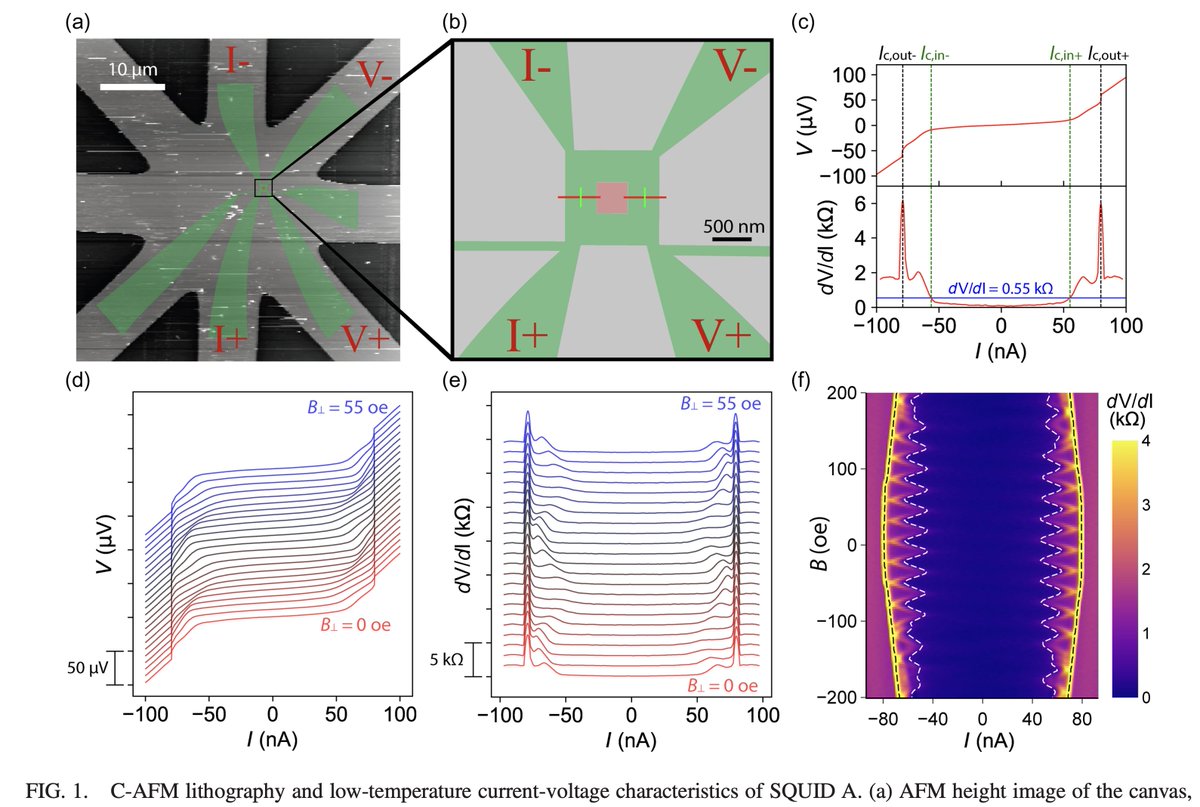 (a)
10 μm
I-
V-
I+
V+
(b)
I-
V-
500 nm
I+
V+
(c)
Ic,out- Ic,in- Ic,in+ Ic,out+
V (μV)
100
50
0
−50
−100
dV/dI (kΩ)
6
4
2
0
dV/dI = 0.55 kΩ
−100 −50 0 50 100
I (nA)
(d)
V (μV)
B⊥ = 55 oe
B⊥ = 0 oe
50 μV
−100 −50 0 50 100
I (nA)
(e)
dV/dI (kΩ)
B⊥ = 55 oe
5 kΩ
B⊥ = 0 oe
−100 −50 0 50 100
I (nA)
(f)
B (oe)
200
100
0
−100
−200
−80 −40 0 40 80
I (nA)
dV/dI
(kΩ)
4
3
2
1
0
FIG. 1. C-AFM lithography and low-temperature current-voltage characteristics of SQUID A. (a) AFM height image of the canvas,